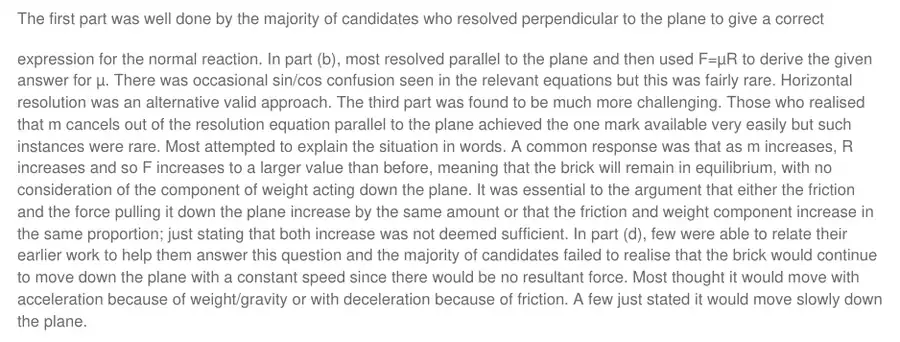 The first part was well done by the majority of candidates who resolved perpendicular to the plane to give a correct
expression for the normal reaction. In part (b), most resolved parallel to the plane and then used F=μR to derive the given
answer for μ. There was occasional sin/cos confusion seen in the relevant equations but this was fairly rare. Horizontal
resolution was an alternative valid approach. The third part was found to be much more challenging. Those who realised
that m cancels out of the resolution equation parallel to the plane achieved the one mark available very easily but such
instances were rare. Most attempted to explain the situation in words. A common response was that as m increases, R
increases and so F increases to a larger value than before, meaning that the brick will remain in equilibrium, with no
consideration of the component of weight acting down the plane. It was essential to the argument that either the friction
and the force pulling it down the plane increase by the same amount or that the friction and weight component increase in
the same proportion; just stating that both increase was not deemed sufficient. In part (d), few were able to relate their
earlier work to help them answer this question and the majority of candidates failed to realise that the brick would continue
to move down the plane with a constant speed since there would be no resultant force. Most thought it would move with
acceleration because of weight/gravity or with deceleration because of friction. A few just stated it would move slowly down
the plane.